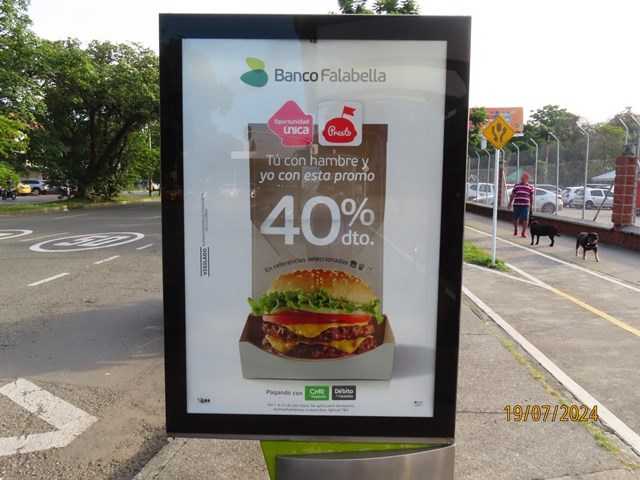 Banco Falabella
Oportunidad
única
Presto
Tú con hambre y
yo con esta promo
40%
dto.
En referencias seleccionadas
VIGILADO
Pagando con
CMR
Débito
30
19/07/2024